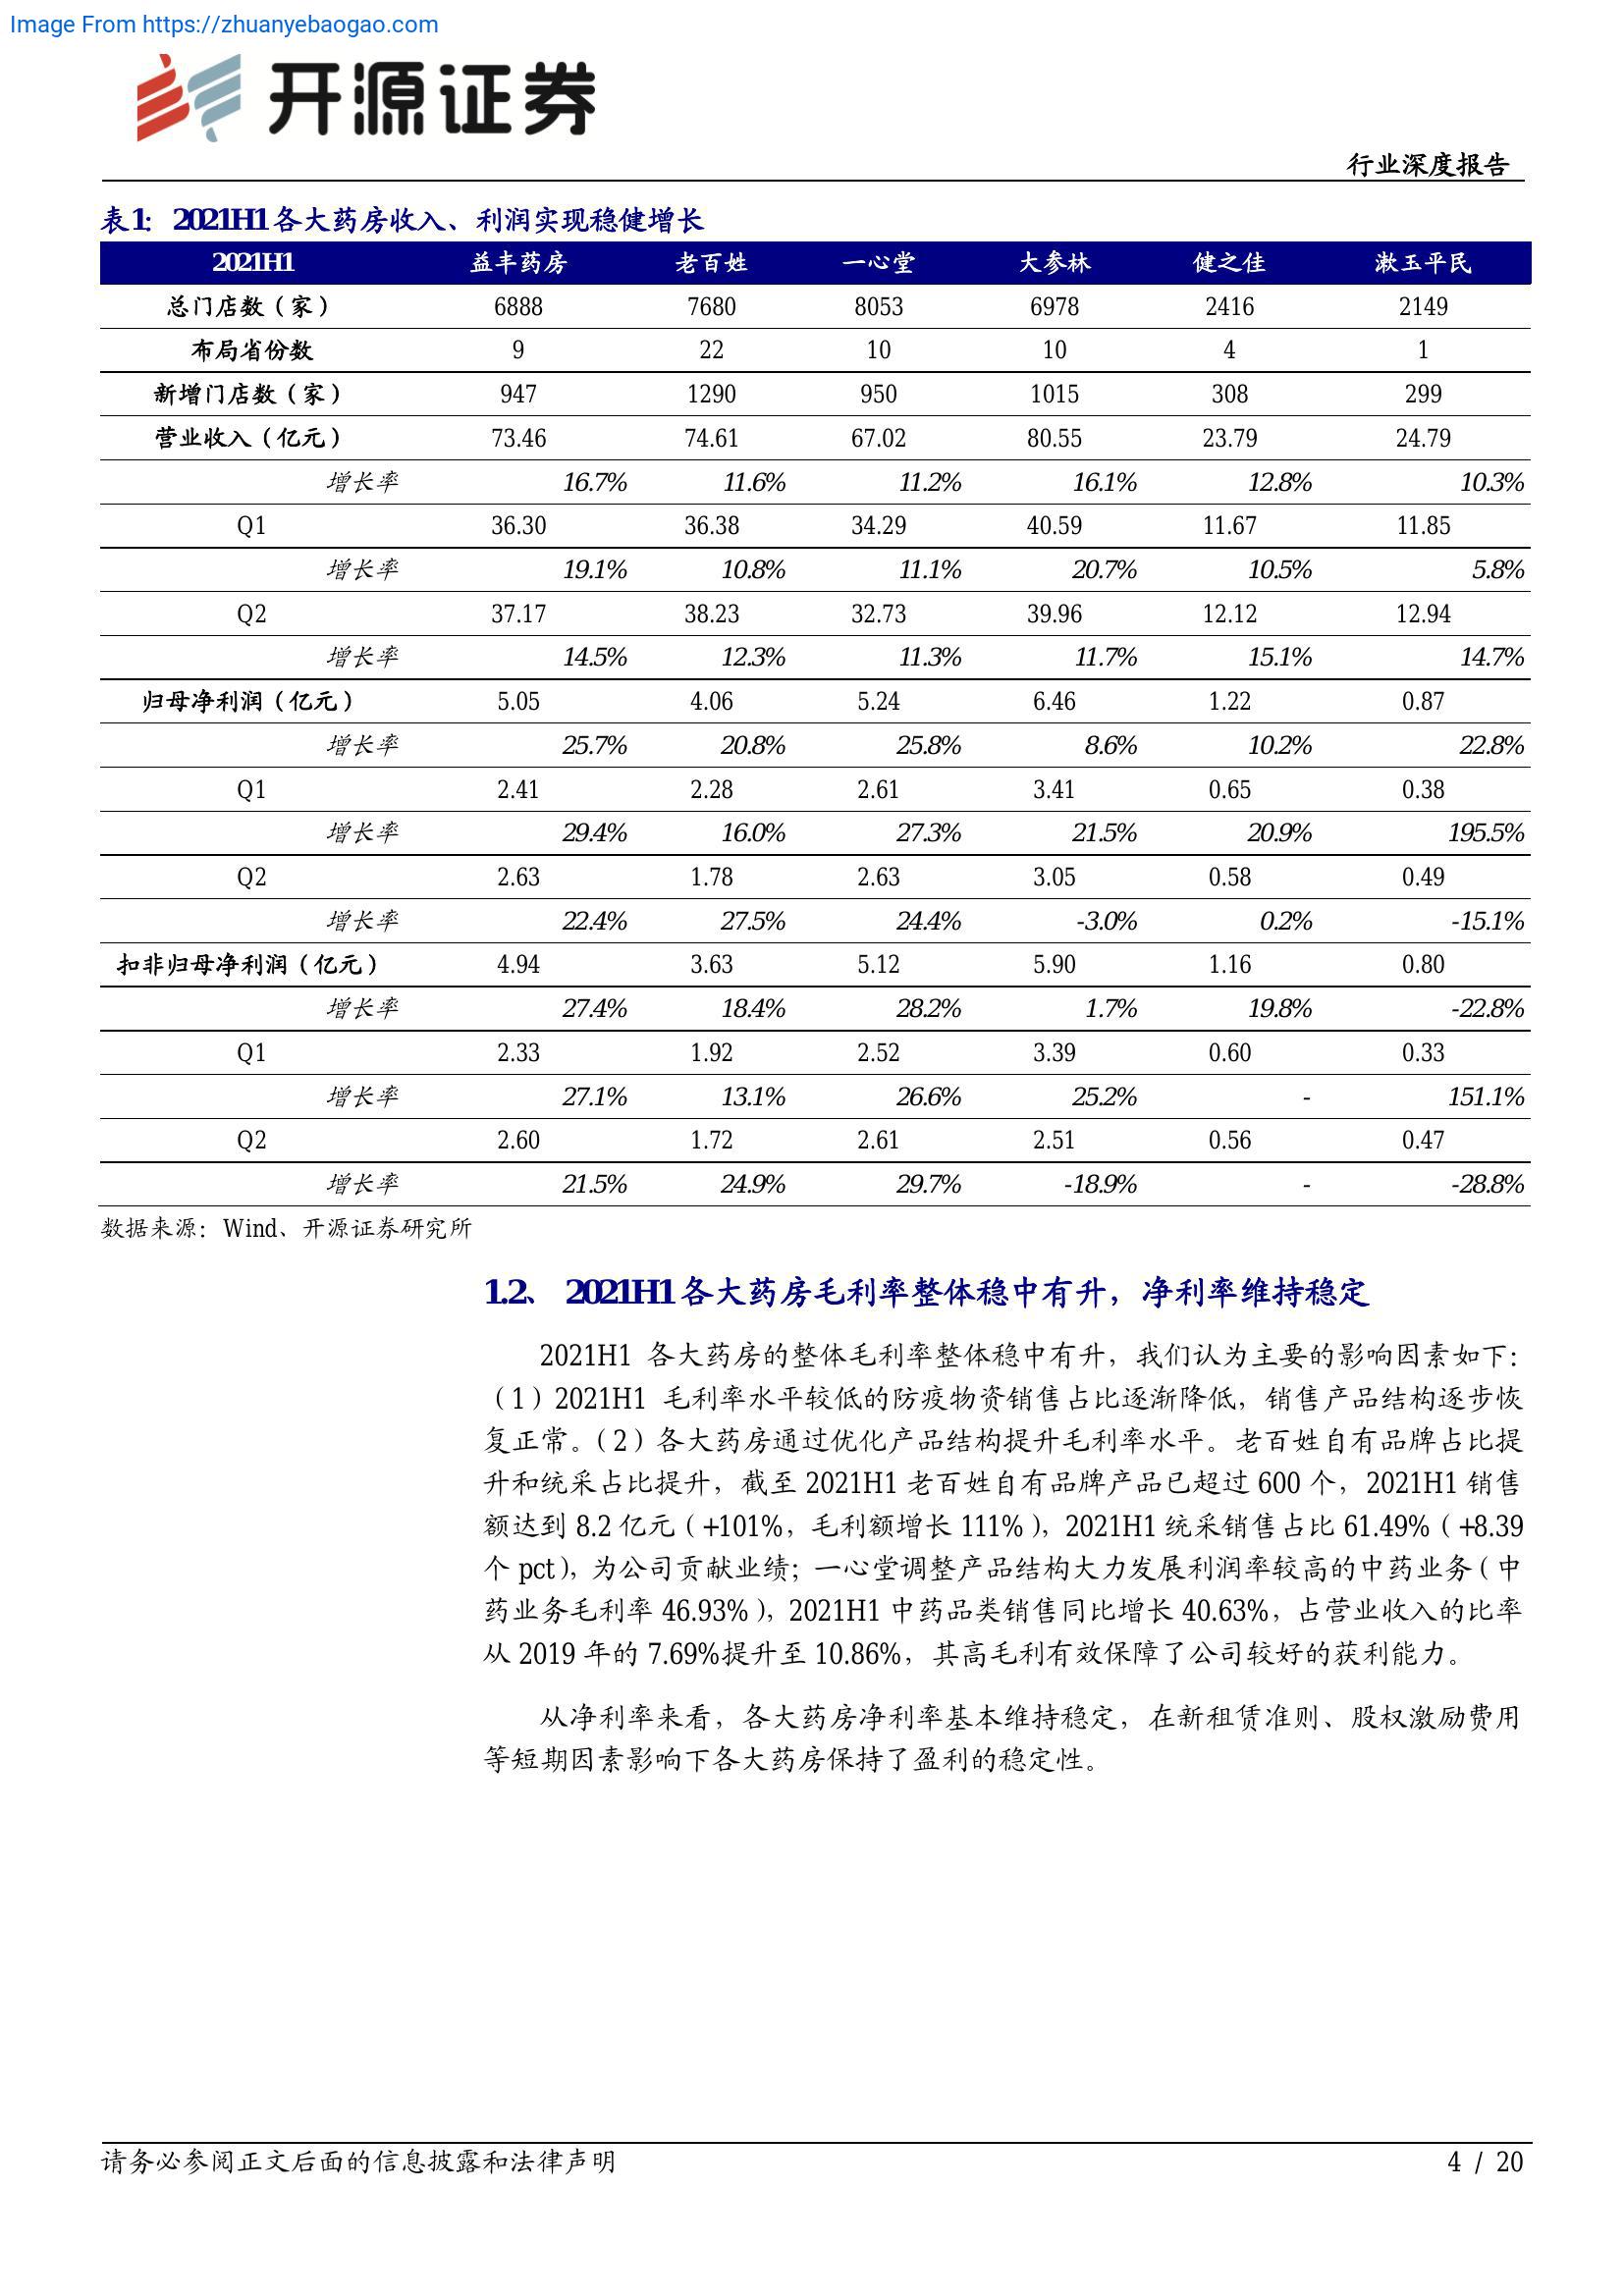 Image From https://zhuanyebaogao.com
开源证券
行业深度报告
表1： 2021H1各大药房收入、利润实现稳健增长
2021H1 益丰药房 老百姓 一心堂 大参林 健之佳 漱玉平民
总门店数（家） 6888 7680 8053 6978 2416 2149
布局省份数 9 22 10 10 4 1
新增门店数（家） 947 1290 950 1015 308 299
营业收入（亿元） 73.46 74.61 67.02 80.55 23.79 24.79
增长率 16.7% 11.6% 11.2% 16.1% 12.8% 10.3%
Q1 36.30 36.38 34.29 40.59 11.67 11.85
增长率 19.1% 10.8% 11.1% 20.7% 10.5% 5.8%
Q2 37.17 38.23 32.73 39.96 12.12 12.94
增长率 14.5% 12.3% 11.3% 11.7% 15.1% 14.7%
归母净利润（亿元） 5.05 4.06 5.24 6.46 1.22 0.87
增长率 25.7% 20.8% 25.8% 8.6% 10.2% 22.8%
Q1 2.41 2.28 2.61 3.41 0.65 0.38
增长率 29.4% 16.0% 27.3% 21.5% 20.9% 195.5%
Q2 2.63 1.78 2.63 3.05 0.58 0.49
增长率 22.4% 27.5% 24.4% -3.0% 0.2% -15.1%
扣非归母净利润（亿元） 4.94 3.63 5.12 5.90 1.16 0.80
增长率 27.4% 18.4% 28.2% 1.7% 19.8% -22.8%
Q1 2.33 1.92 2.52 3.39 0.60 0.33
增长率 27.1% 13.1% 26.6% 25.2% - 151.1%
Q2 2.60 1.72 2.61 2.51 0.56 0.47
增长率 21.5% 24.9% 29.7% -18.9% - -28.8%
数据来源：Wind、开源证券研究所
1.2、 2021H1各大药房毛利率整体稳中有升，净利率维持稳定
2021H1 各大药房的整体毛利率整体稳中有升，我们认为主要的影响因素如下：
（1）2021H1 毛利率水平较低的防疫物资销售占比逐渐降低，销售产品结构逐步恢
复正常。（2）各大药房通过优化产品结构提升毛利率水平。老百姓自有品牌占比提
升和统采占比提升，截至 2021H1 老百姓自有品牌产品已超过 600 个，2021H1 销售
额达到 8.2 亿元（+101%，毛利额增长 111%），2021H1 统采销售占比 61.49%（+8.39
个 pct），为公司贡献业绩；一心堂调整产品结构大力发展利润率较高的中药业务（中
药业务毛利率 46.93%），2021H1 中药品类销售同比增长 40.63%，占营业收入的比率
从 2019 年的 7.69%提升至 10.86%，其高毛利有效保障了公司较好的获利能力。
从净利率来看，各大药房净利率基本维持稳定，在新租赁准则、股权激励费用
等短期因素影响下各大药房保持了盈利的稳定性。
请务必参阅正文后面的信息披露和法律声明 4 / 20